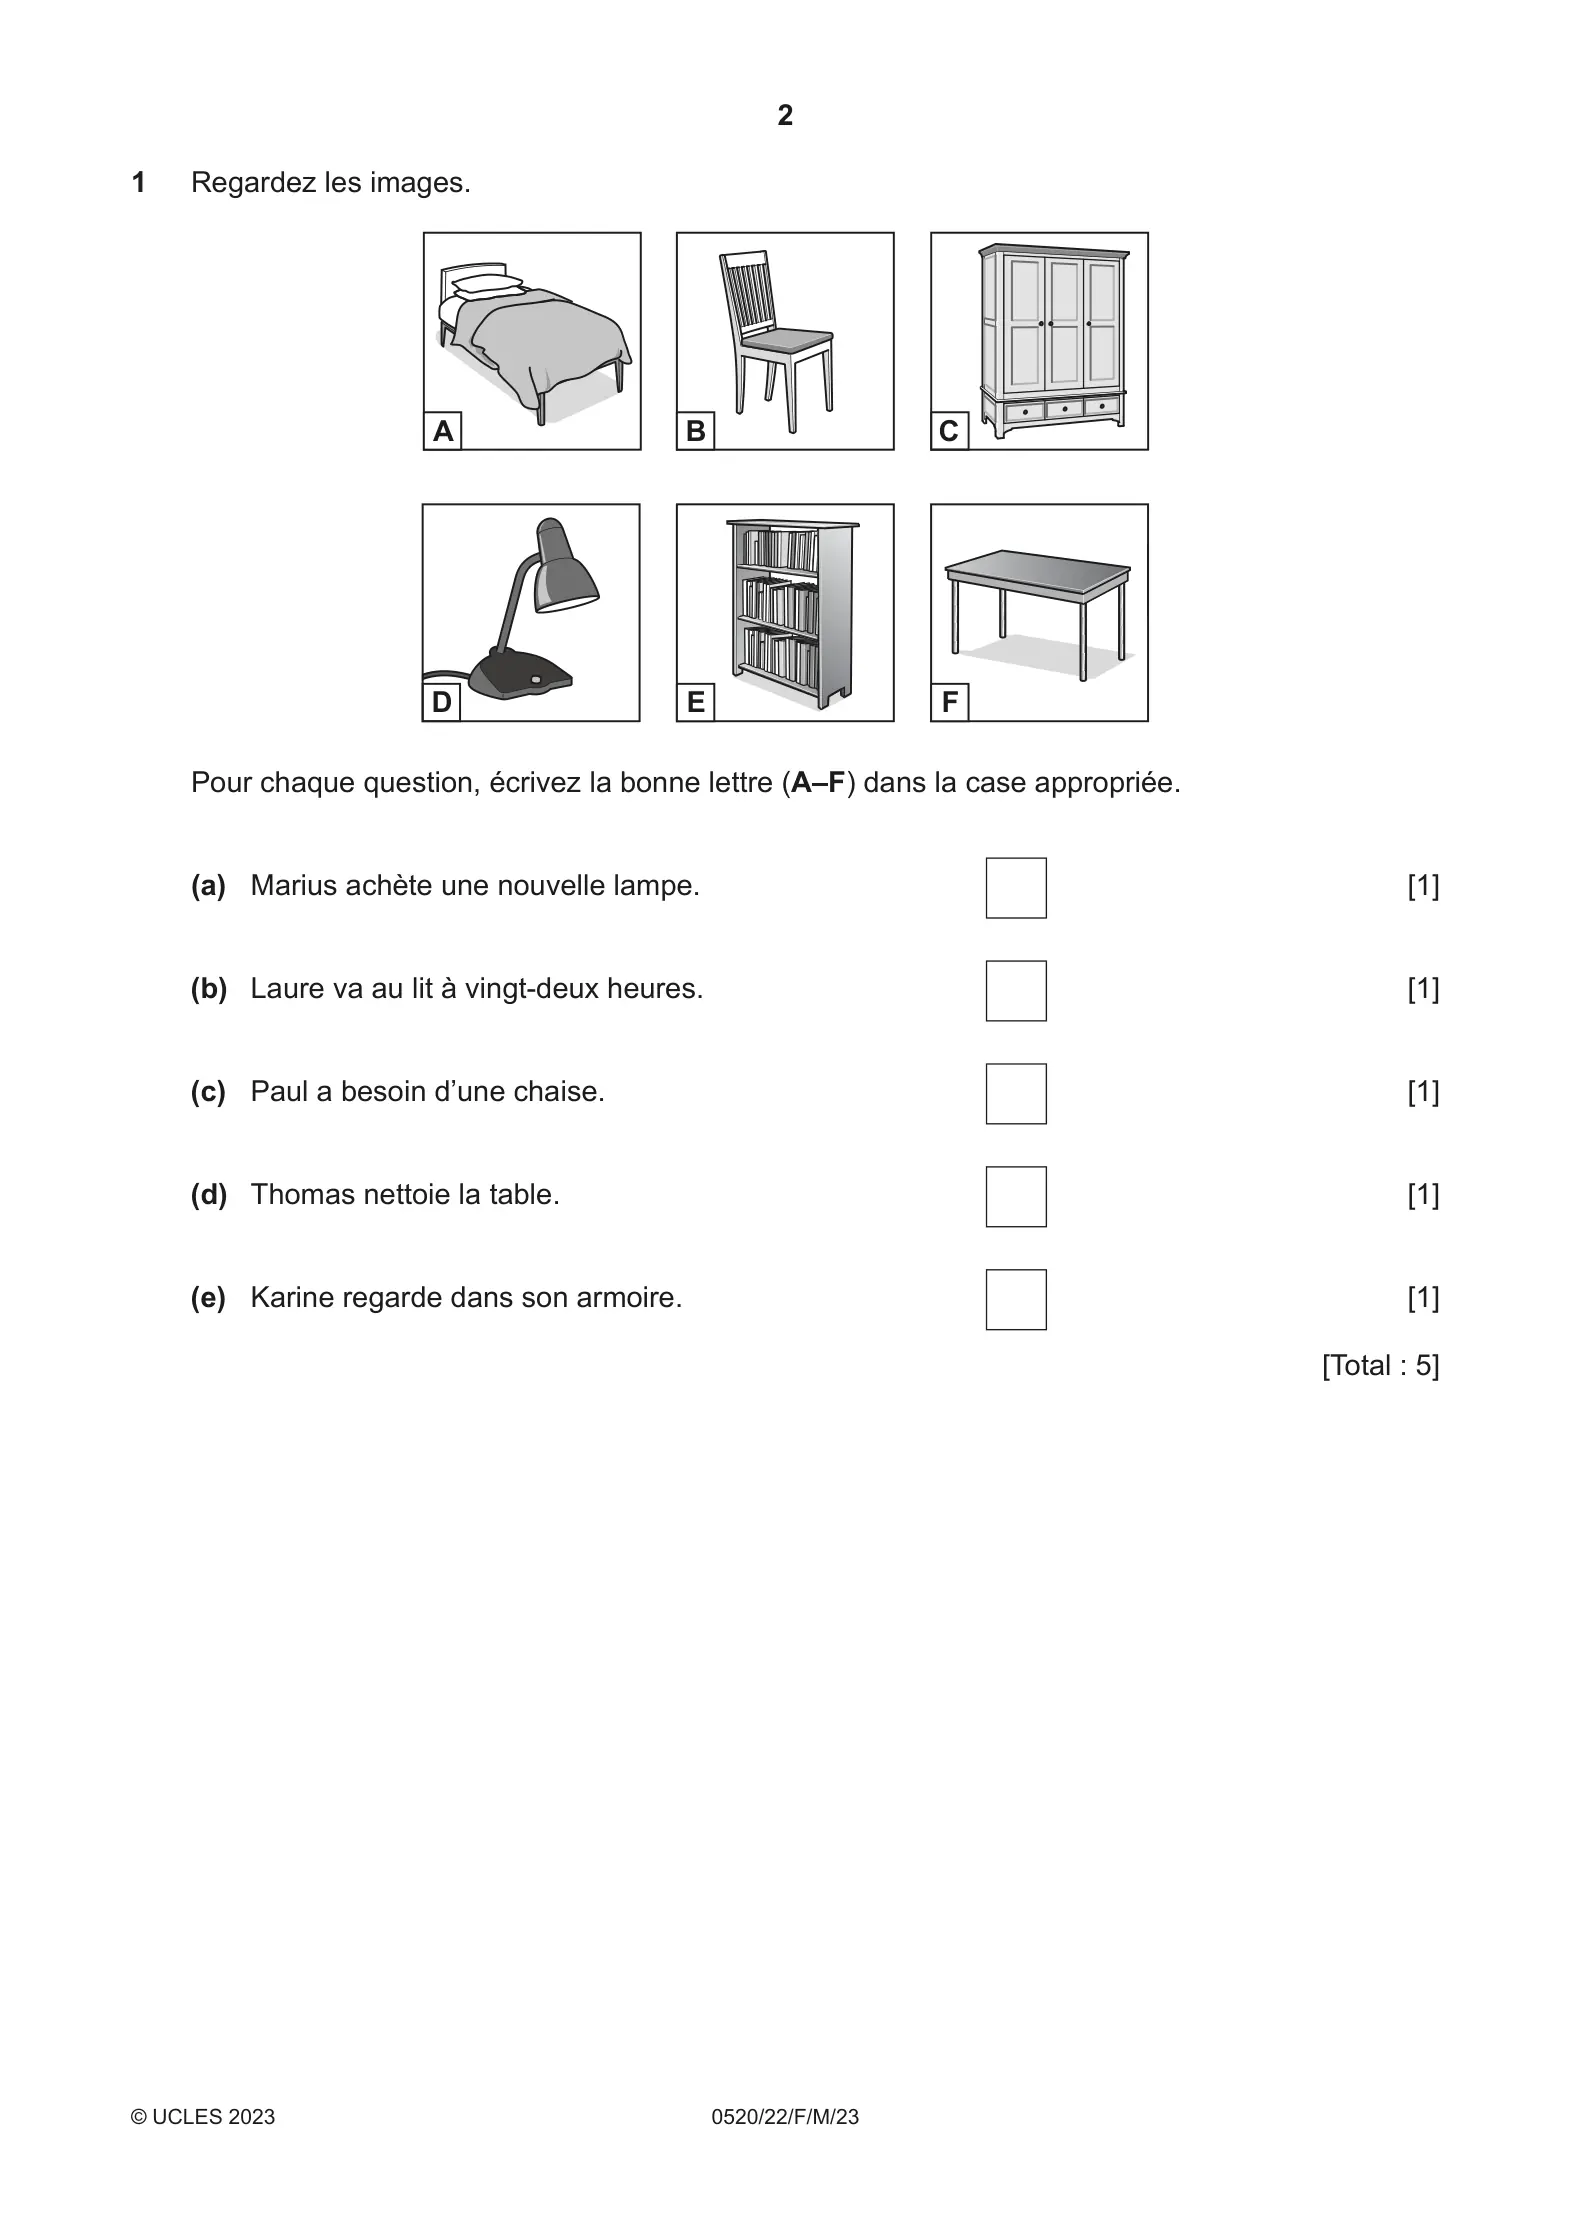 2
1 Regardez les images.
A B C
D E F
Pour chaque question, écrivez la bonne lettre (A–F) dans la case appropriée.
(a) Marius achète une nouvelle lampe. [1]
(b) Laure va au lit à vingt-deux heures. [1]
(c) Paul a besoin d’une chaise. [1]
(d) Thomas nettoie la table. [1]
(e) Karine regarde dans son armoire. [1]
[Total : 5]
© UCLES 2023 0520/22/F/M/23